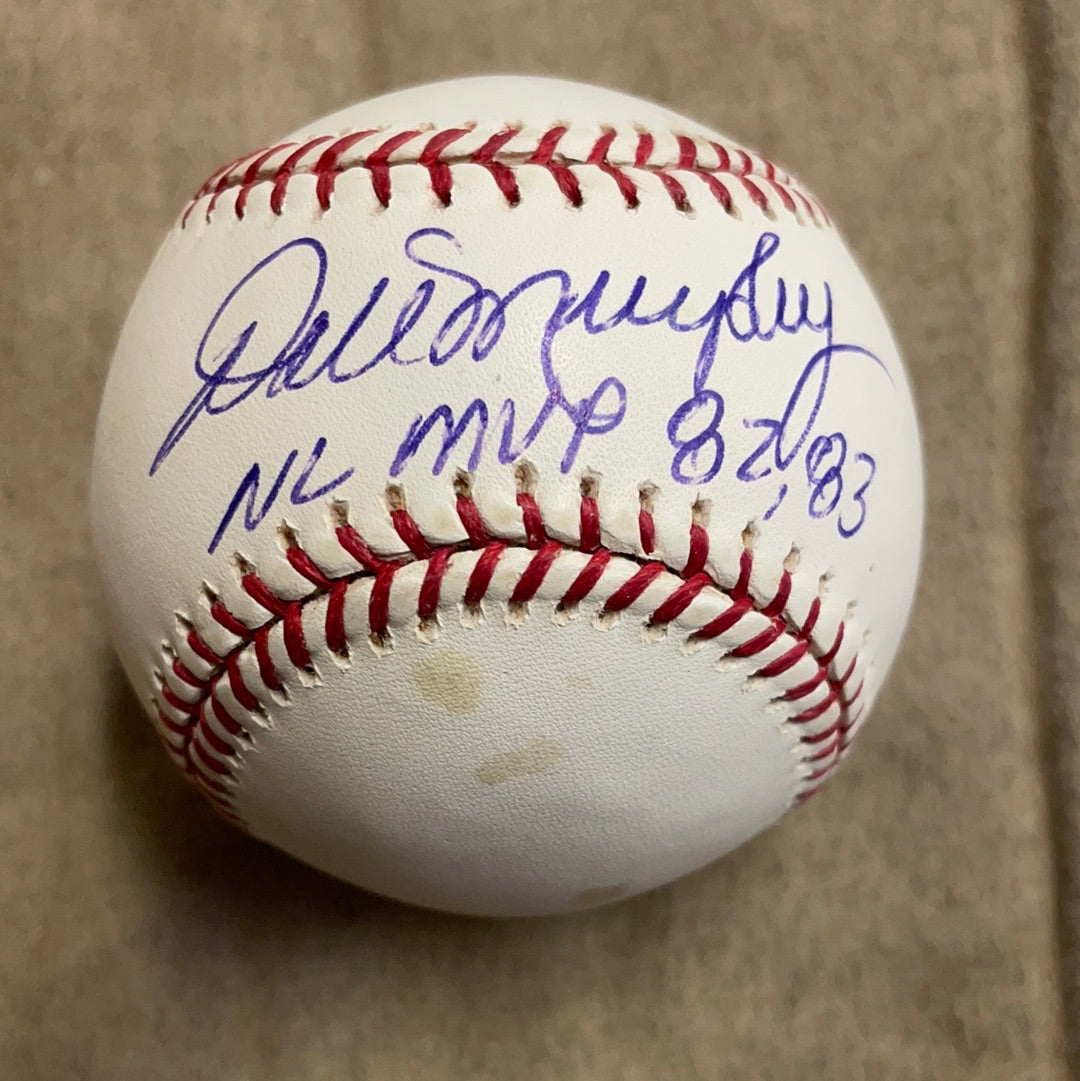 Dale Murphy
NL MVP 82, 83